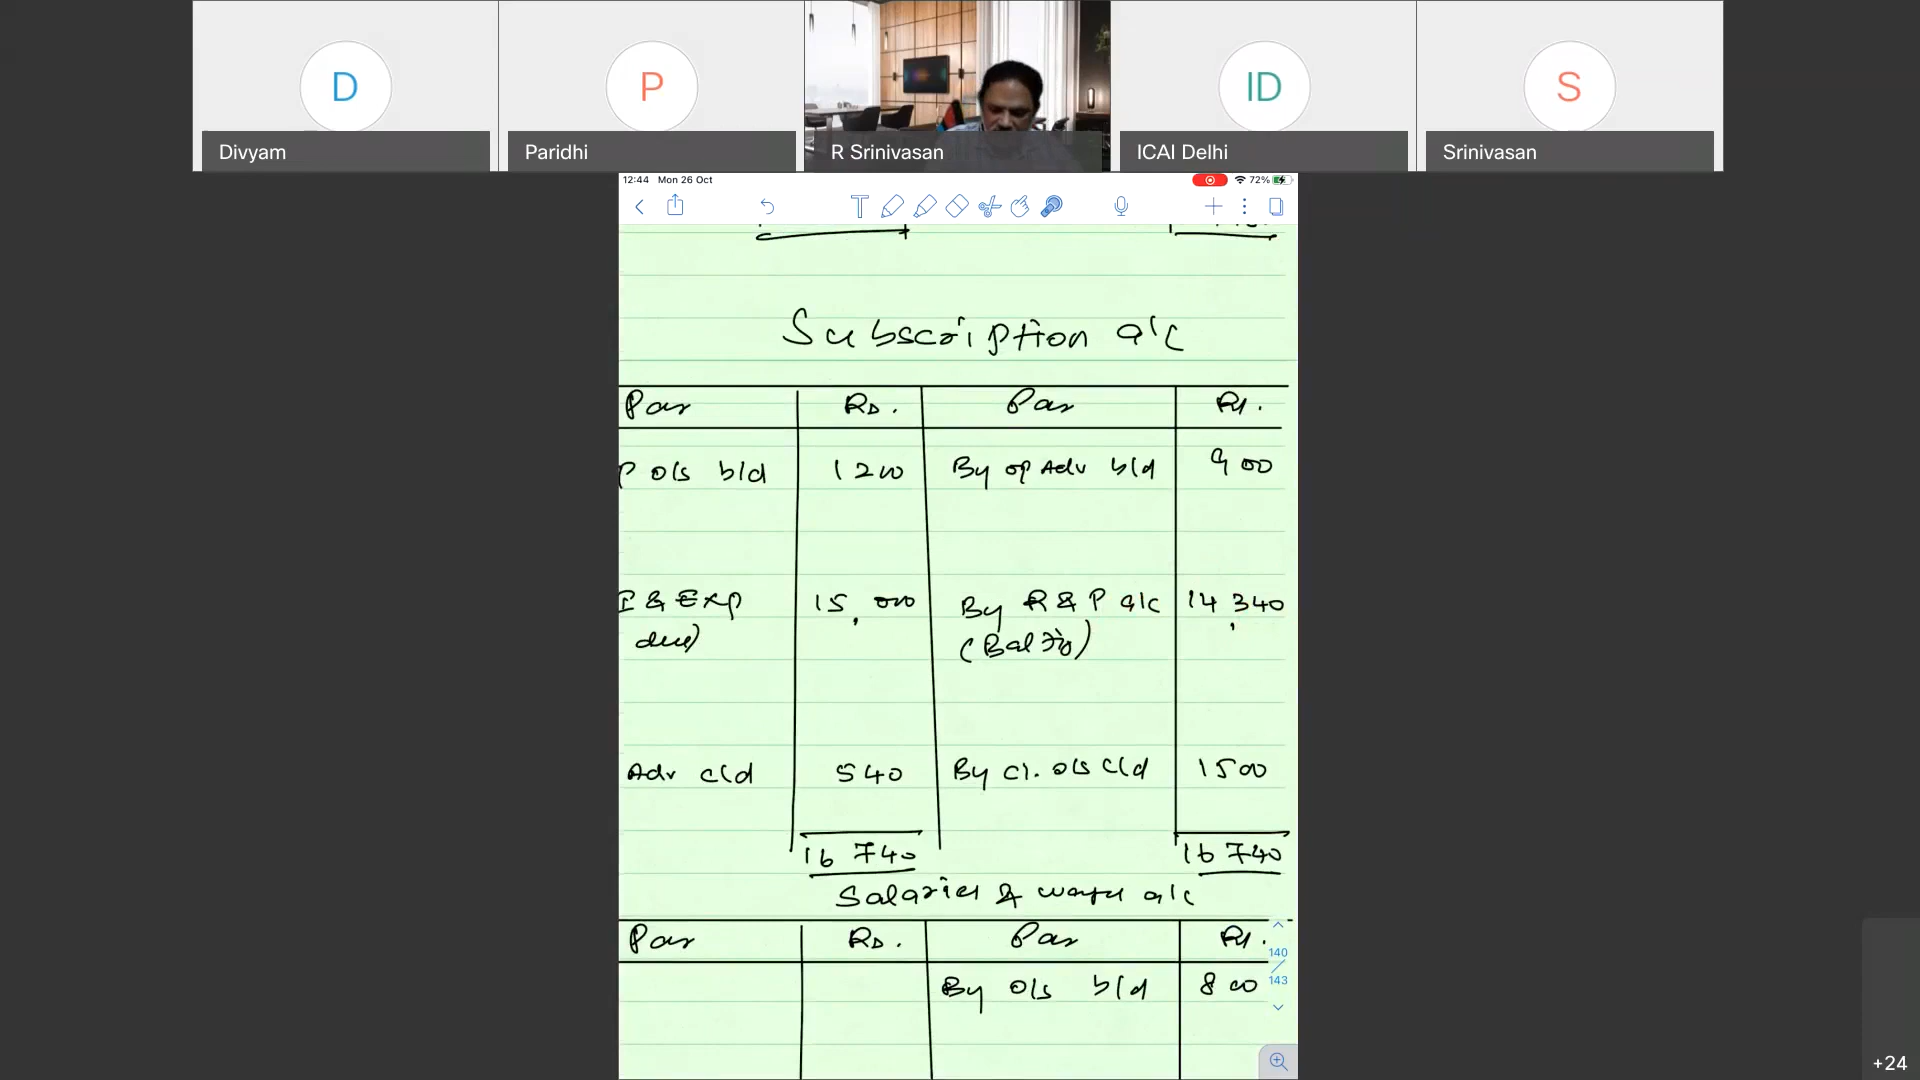 D
P
ID
S
Divyam
Paridhi
R Srinivasan
ICAI Delhi
Srinivasan
12:44 Mon 26 Oct
72%
T
Subscription a/c
Par Rs. Par Rs.
P o/s b/d 1200 By op Adv b/d 900
I & Exp 15,000 By R & P a/c 14,340
due) (Bal fig)
Adv c/d 540 By cl. o/s c/d 1500
16 740 16 740
Salaries & wages a/c
Par Rs. Par Rs.
140
143
By o/s b/d 800
+24